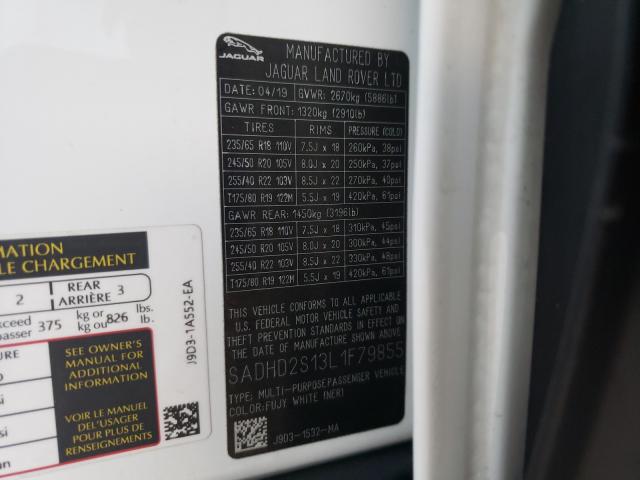 JAGUAR
MANUFACTURED BY
JAGUAR LAND ROVER LTD
DATE: 04/19 GVWR: 2670kg (5886lb)
GAWR FRONT: 1320kg (2910lb)
TIRES RIMS PRESSURE (COLD)
235/65 R18 110V 7.5J x 18 260kPa, 38psi
245/50 R20 105V 8.0J x 20 250kPa, 37psi
255/40 R22 103V 8.5J x 22 270kPa, 40psi
T175/80 R19 122M 5.5J x 19 420kPa, 61psi
GAWR REAR: 1450kg (3196lb)
235/65 R18 110V 7.5J x 18 310kPa, 45psi
245/50 R20 105V 8.0J x 20 300kPa, 44psi
255/40 R22 103V 8.5J x 22 330kPa, 48psi
T175/80 R19 122M 5.5J x 19 420kPa, 61psi
THIS VEHICLE CONFORMS TO ALL APPLICABLE
U.S. FEDERAL MOTOR VEHICLE SAFETY AND
THEFT PREVENTION STANDARDS IN EFFECT ON
THE DATE OF MANUFACTURE SHOWN ABOVE.
SADHD2S13L1F79855
TYPE: MULTI-PURPOSE PASSENGER VEHICLE
COLOR: FUJI WHITE (NER)
J9D3-1532-MA
MATION
LE CHARGEMENT
2 REAR ARRIÈRE 3
xceed
passer 375 kg or kg ou 826 lbs. lb.
SEE OWNER'S
MANUAL FOR
ADDITIONAL
INFORMATION
VOIR LE MANUEL
DE L'USAGER
POUR PLUS DE
RENSEIGNEMENTS
J9D3-1A552-EA